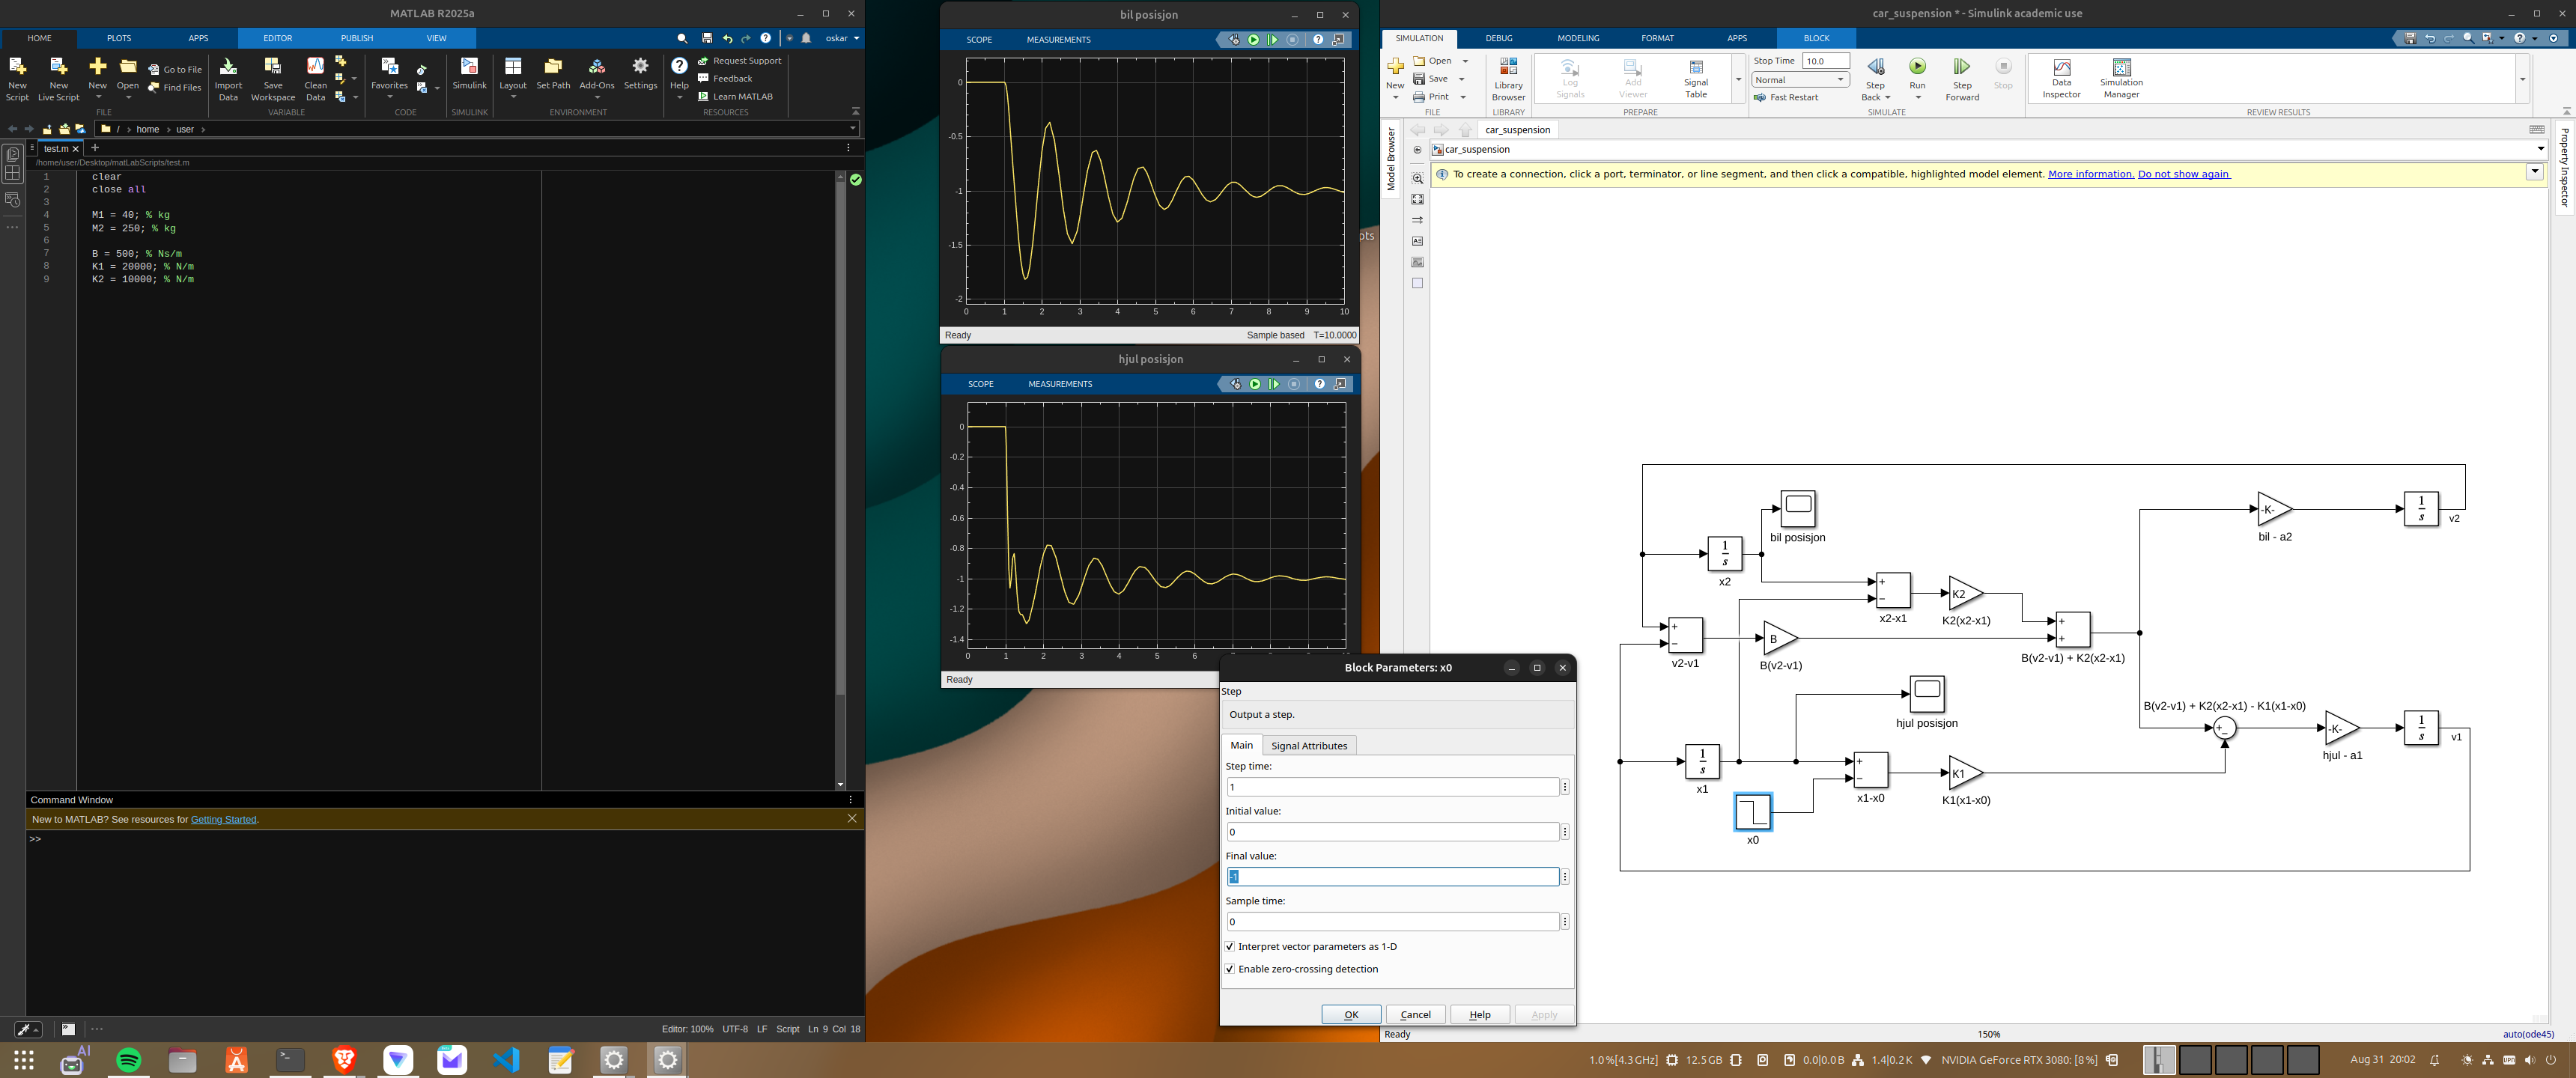 MATLAB R2025a
HOME PLOTS APPS EDITOR PUBLISH VIEW oskar
New Script
New Live Script
New
Open
Go to File
Find Files
FILE
Import Data
Save Workspace
Clean Data
VARIABLE
Favorites
CODE
Simulink
SIMULINK
Layout
Set Path
Add-Ons
Settings
ENVIRONMENT
Help
Request Support
Feedback
Learn MATLAB
RESOURCES
/ › home › user ›
test.m
/home/user/Desktop/matLabScripts/test.m
1 clear
2 close all
3
4 M1 = 40; % kg
5 M2 = 250; % kg
6
7 B = 500; % Ns/m
8 K1 = 20000; % N/m
9 K2 = 10000; % N/m
Command Window
New to MATLAB? See resources for Getting Started.
>>
Editor: 100% UTF-8 LF Script Ln 9 Col 18
bil posisjon
SCOPE MEASUREMENTS
0
-0.5
-1
-1.5
-2
0 1 2 3 4 5 6 7 8 9 10
Ready Sample based T=10.0000
hjul posisjon
SCOPE MEASUREMENTS
0
-0.2
-0.4
-0.6
-0.8
-1
-1.2
-1.4
0 1 2 3 4 5 6
Ready
pts
Block Parameters: x0
Step
Output a step.
Main Signal Attributes
Step time:
1
Initial value:
0
Final value:
-1
Sample time:
0
Interpret vector parameters as 1-D
Enable zero-crossing detection
OK Cancel Help Apply
car_suspension * - Simulink academic use
SIMULATION DEBUG MODELING FORMAT APPS BLOCK
New
Open
Save
Print
FILE
Library Browser
LIBRARY
Log Signals
Add Viewer
Signal Table
PREPARE
Stop Time 10.0
Normal
Fast Restart
Step Back
Run
Step Forward
Stop
SIMULATE
Data Inspector
Simulation Manager
REVIEW RESULTS
Model Browser
Property Inspector
car_suspension
car_suspension
To create a connection, click a port, terminator, or line segment, and then click a compatible, highlighted model element. More information. Do not show again
bil posisjon
1
s
x2
+
−
x2-x1
K2
K2(x2-x1)
+
−
v2-v1
B
B(v2-v1)
+
+
B(v2-v1) + K2(x2-x1)
-K-
bil - a2
1
s
v2
hjul posisjon
1
s
x1
x0
+
−
x1-x0
K1
K1(x1-x0)
B(v2-v1) + K2(x2-x1) - K1(x1-x0)
+
−
-K-
hjul - a1
1
s
v1
Ready 150% auto(ode45)
AI
1.0%[4.3GHz] 12.5GB 0.0|0.0B 1.4|0.2K NVIDIA GeForce RTX 3080: [8%] Aug 31 20:02